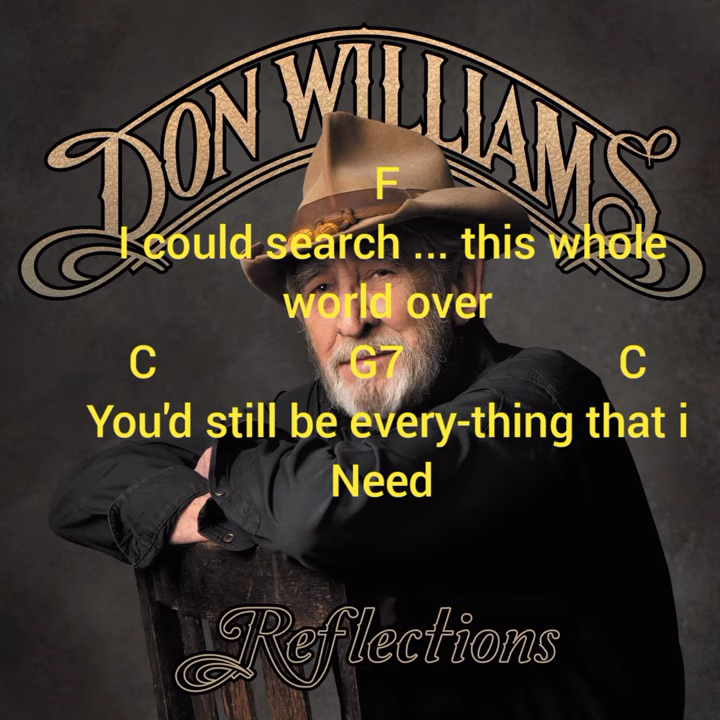 DON WILLIAMS
F
I could search ... this whole
world over
C G7 C
You'd still be every-thing that i
Need
Reflections